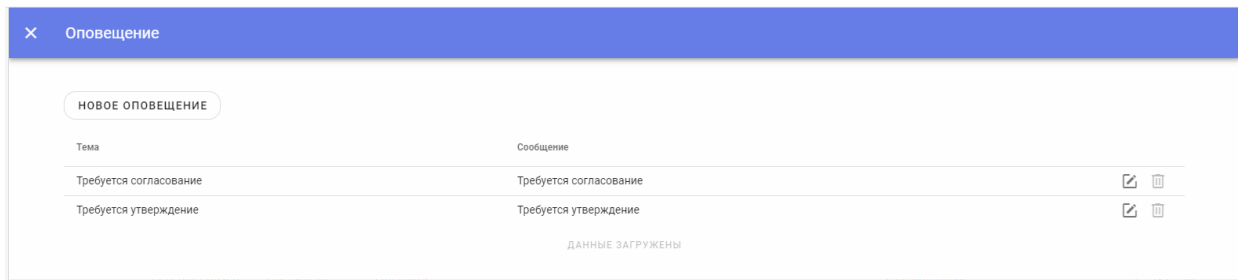 Оповещение
НОВОЕ ОПОВЕЩЕНИЕ
Тема Сообщение
Требуется согласование Требуется согласование
Требуется утверждение Требуется утверждение
ДАННЫЕ ЗАГРУЖЕНЫ